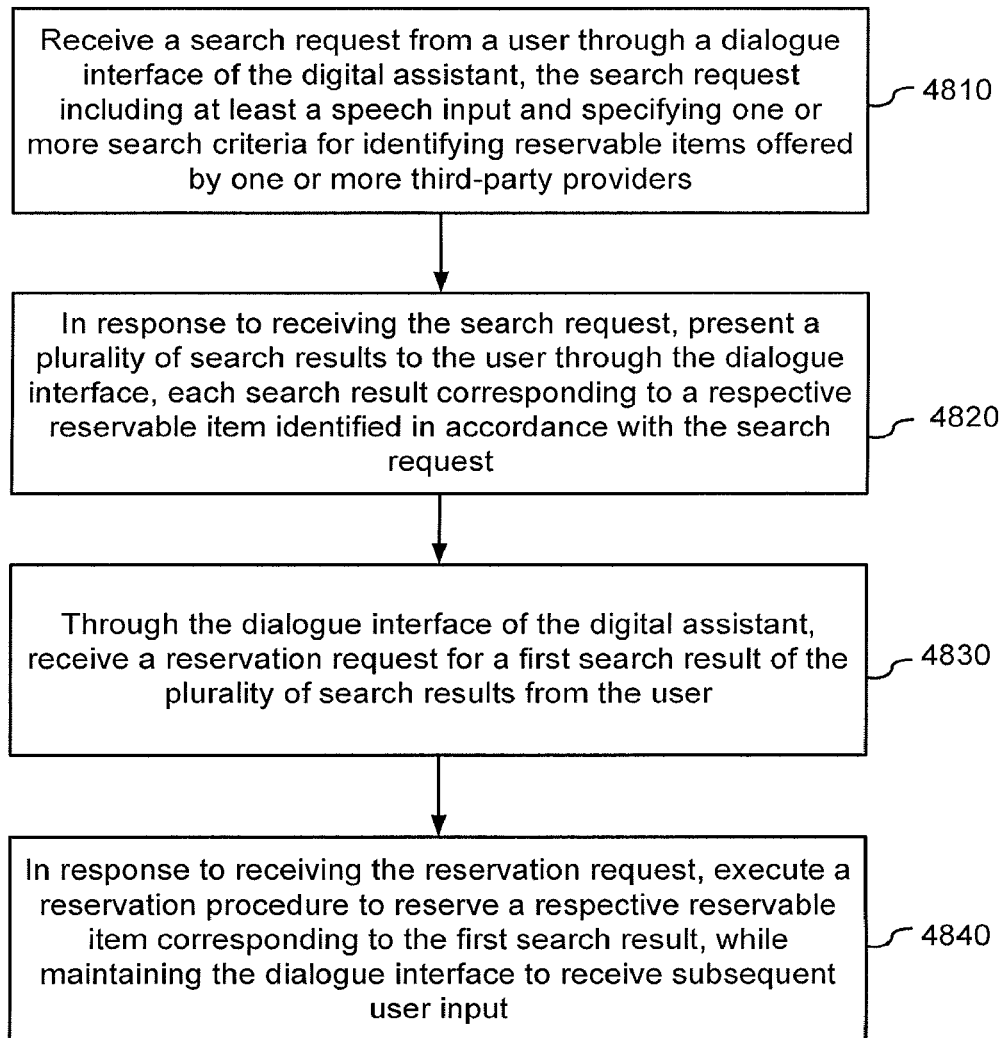 Receive a search request from a user through a dialogue
interface of the digital assistant, the search request
including at least a speech input and specifying one or
more search criteria for identifying reservable items offered
by one or more third-party providers
4810
In response to receiving the search request, present a
plurality of search results to the user through the dialogue
interface, each search result corresponding to a respective
reservable item identified in accordance with the search
request
4820
Through the dialogue interface of the digital assistant,
receive a reservation request for a first search result of the
plurality of search results from the user
4830
In response to receiving the reservation request, execute a
reservation procedure to reserve a respective reservable
item corresponding to the first search result, while
maintaining the dialogue interface to receive subsequent
user input
4840